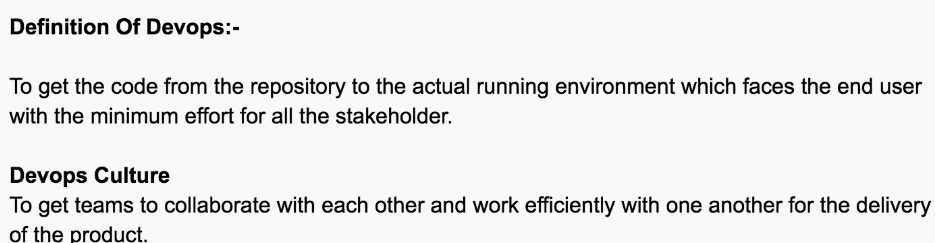 Definition Of Devops:-
To get the code from the repository to the actual running environment which faces the end user
with the minimum effort for all the stakeholder.
Devops Culture
To get teams to collaborate with each other and work efficiently with one another for the delivery
of the product.